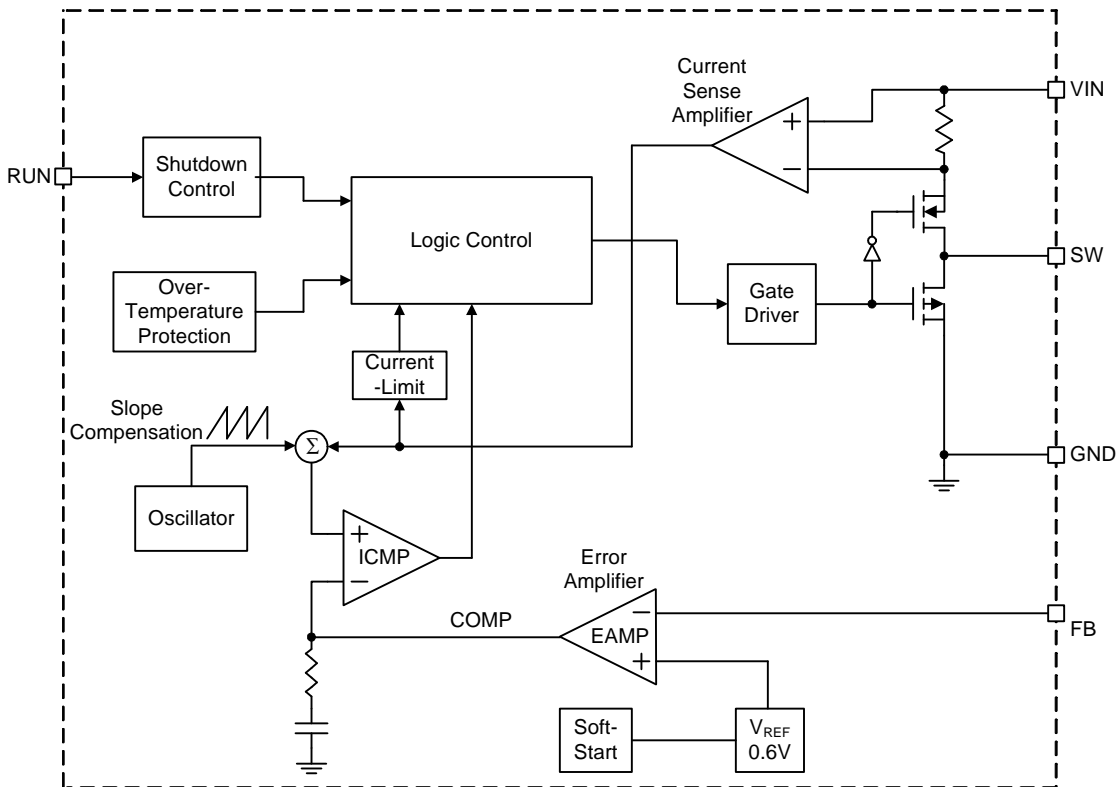 Current
Sense
Amplifier
+
−
VIN
RUN
Shutdown
Control
Logic Control
SW
Over-
Temperature
Protection
Gate
Driver
Current
-Limit
Slope
Compensation
Σ
GND
Oscillator
+
ICMP
−
Error
Amplifier
COMP
−
EAMP
+
FB
Soft-
Start
VREF
0.6V